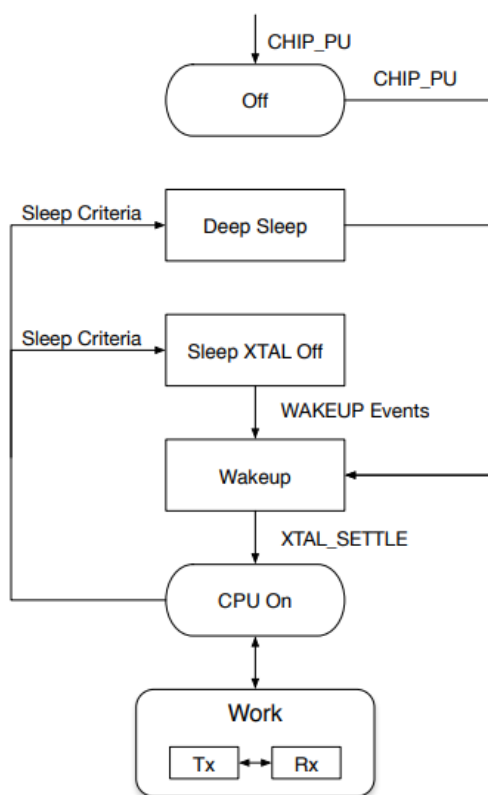 CHIP_PU
CHIP_PU
Off
Sleep Criteria
Deep Sleep
Sleep Criteria
Sleep XTAL Off
WAKEUP Events
Wakeup
XTAL_SETTLE
CPU On
Work
Tx
Rx